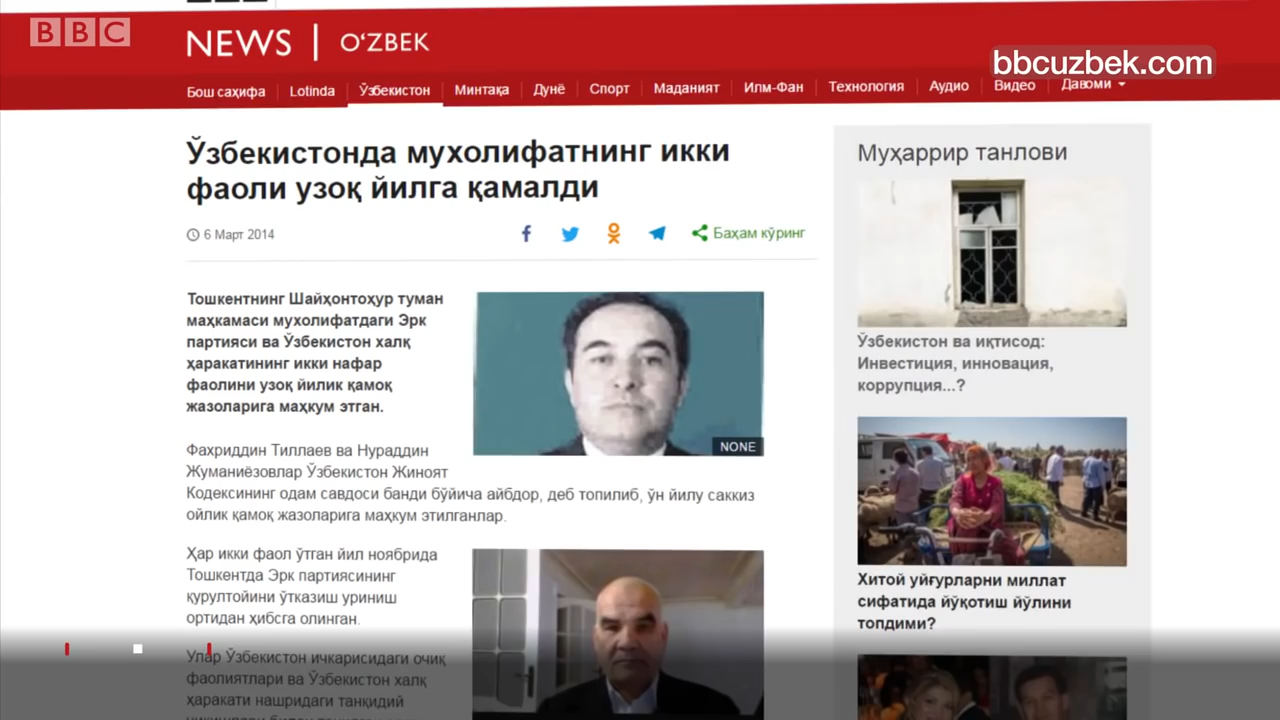 BBC
NEWS | O‘ZBEK
bbcuzbek.com
Бош саҳифа Lotinda Ўзбекистон Минтақа Дунё Спорт Маданият Илм-Фан Технология Аудио Видео Давоми
Ўзбекистонда мухолифатнинг икки
фаоли узоқ йилга қамалди
6 Март 2014
Баҳам кўринг
Тошкентнинг Шайҳонтоҳур туман
маҳкамаси мухолифатдаги Эрк
партияси ва Ўзбекистон халқ
ҳаракатининг икки нафар
фаолини узоқ йилик қамоқ
жазоларига маҳкум этган.
NONE
Фахриддин Тиллаев ва Нураддин
Жуманиёзовлар Ўзбекистон Жиноят
Кодексининг одам савдоси банди бўйича айбдор, деб топилиб, ўн йилу саккиз
ойлик қамоқ жазоларига маҳкум этилганлар.
Ҳар икки фаол ўтган йил ноябрида
Тошкентда Эрк партиясининг
қурултойини ўтказиш уриниш
ортидан ҳибсга олинган.
Улар Ўзбекистон ичкарисидаги очиқ
фаолиятлари ва Ўзбекистон халқ
ҳаракати нашридаги танқидий
Муҳаррир танлови
Ўзбекистон ва иқтисод:
Инвестиция, инновация,
коррупция...?
Хитой уйғурларни миллат
сифатида йўқотиш йўлини
топдими?